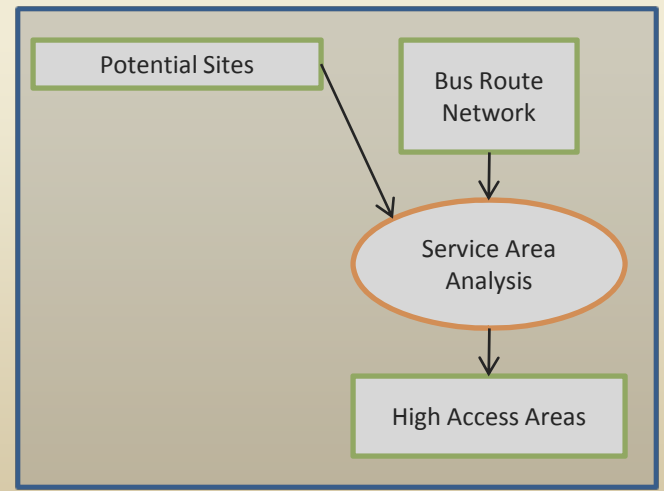 Potential Sites
Bus Route
Network
Service Area
Analysis
High Access Areas